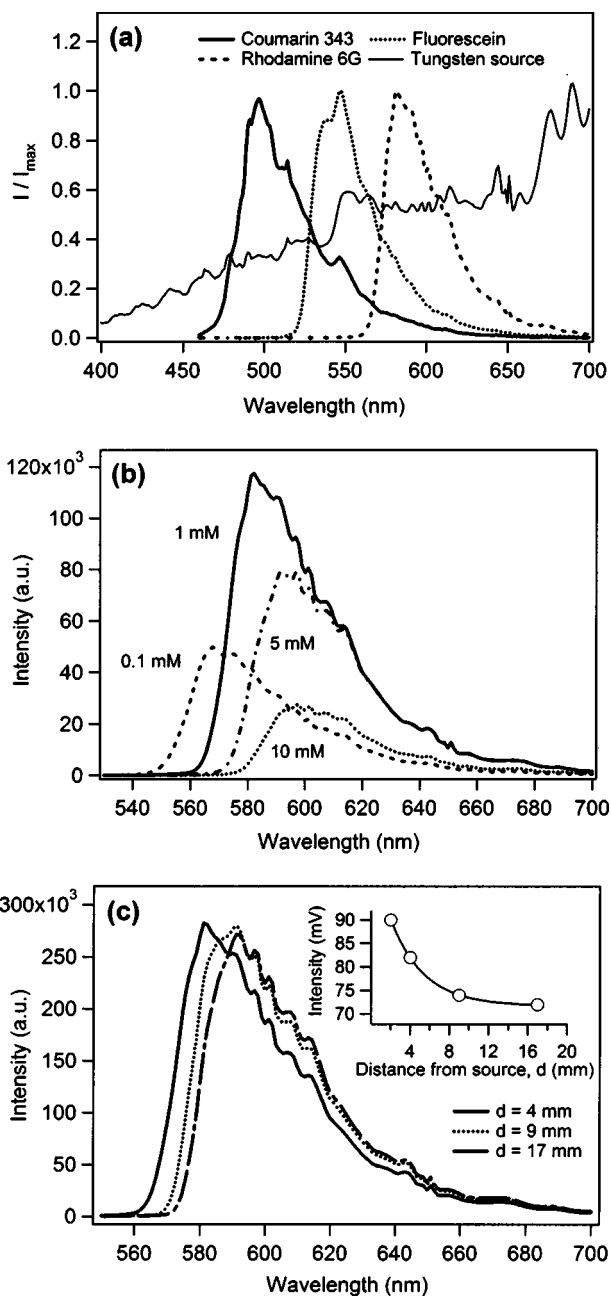 (a)
Coumarin 343
Fluorescein
Rhodamine 6G
Tungsten source
1.2
1.0
0.8
0.6
0.4
0.2
0.0
I / Imax
400 450 500 550 600 650 700
Wavelength (nm)
(b)
120x10³
100
80
60
40
20
0
Intensity (a.u.)
1 mM
0.1 mM
5 mM
10 mM
540 560 580 600 620 640 660 680 700
Wavelength (nm)
(c)
300x10³
250
200
150
100
50
0
Intensity (a.u.)
90
85
80
75
70
Intensity (mV)
4 8 12 16 20
Distance from source, d (mm)
d = 4 mm
d = 9 mm
d = 17 mm
560 580 600 620 640 660 680 700
Wavelength (nm)